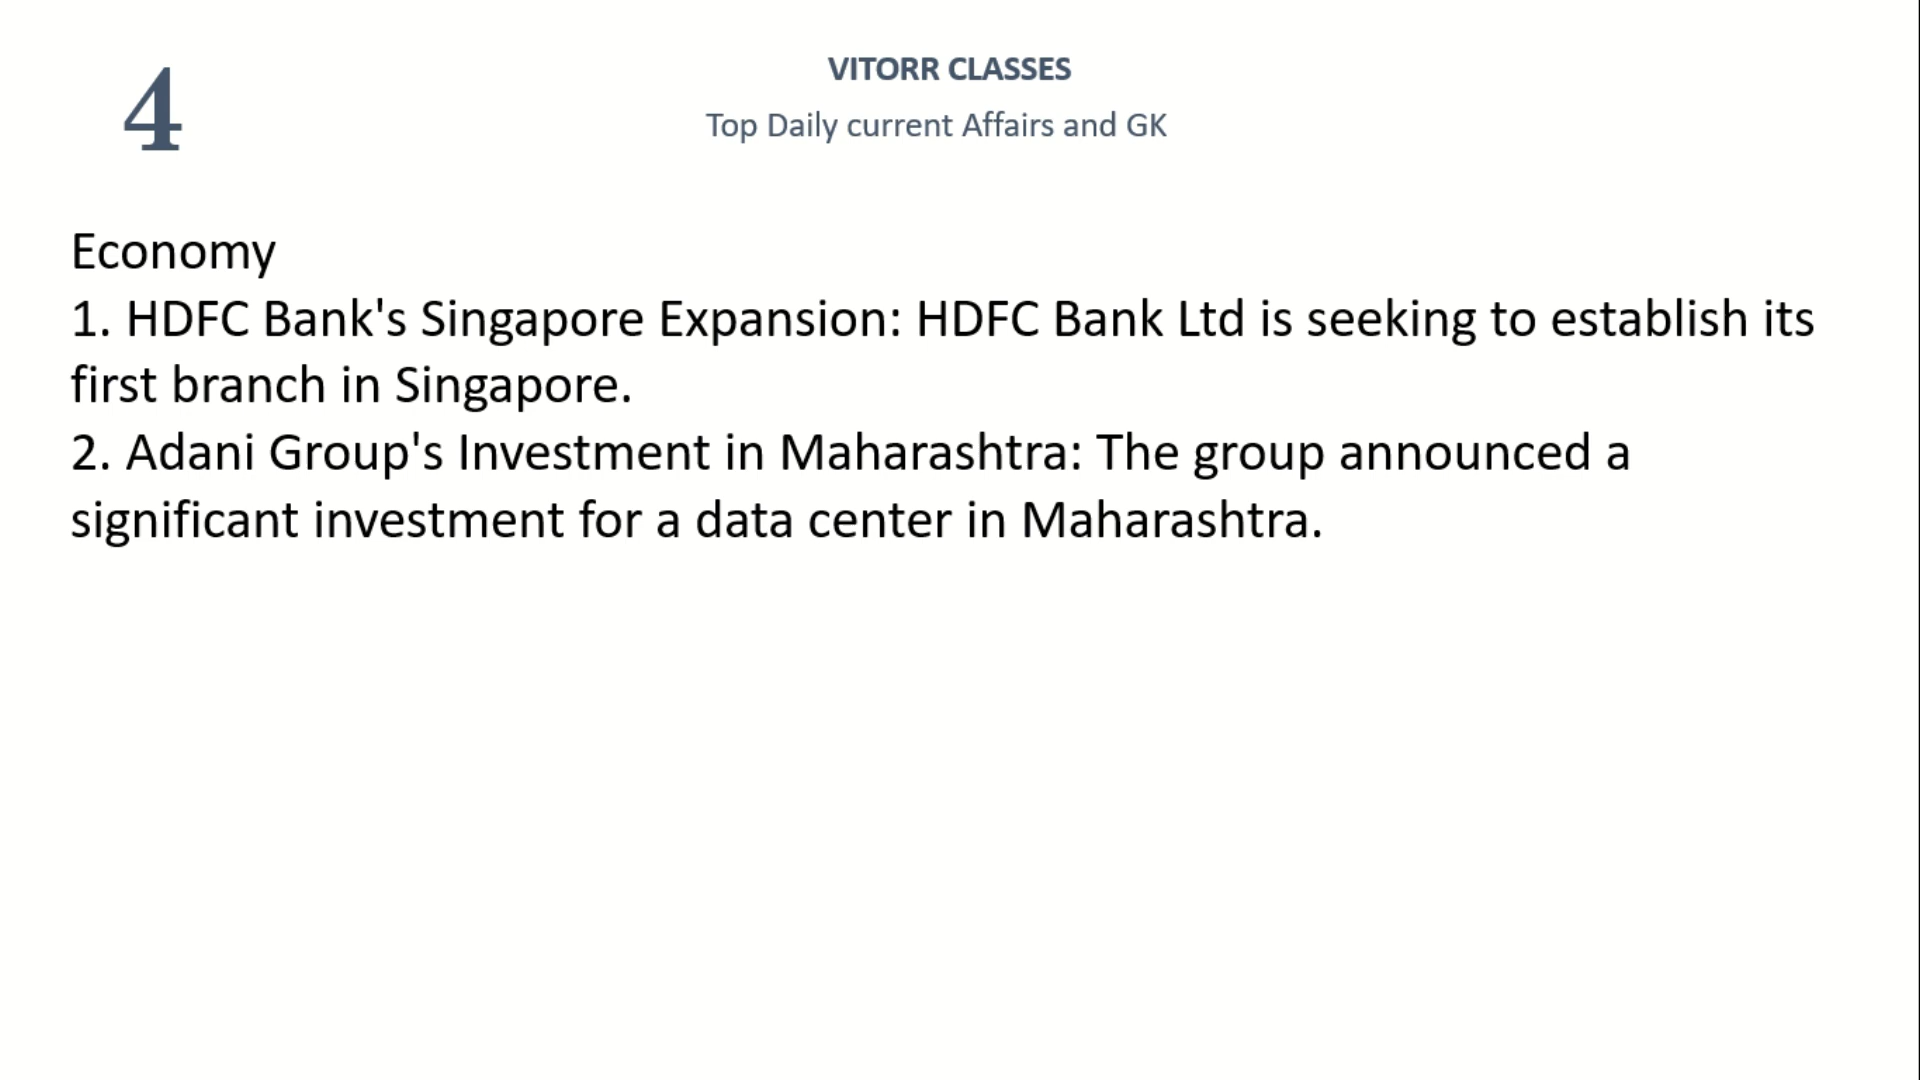 4
VITORR CLASSES
Top Daily current Affairs and GK
Economy
1. HDFC Bank's Singapore Expansion: HDFC Bank Ltd is seeking to establish its
first branch in Singapore.
2. Adani Group's Investment in Maharashtra: The group announced a
significant investment for a data center in Maharashtra.